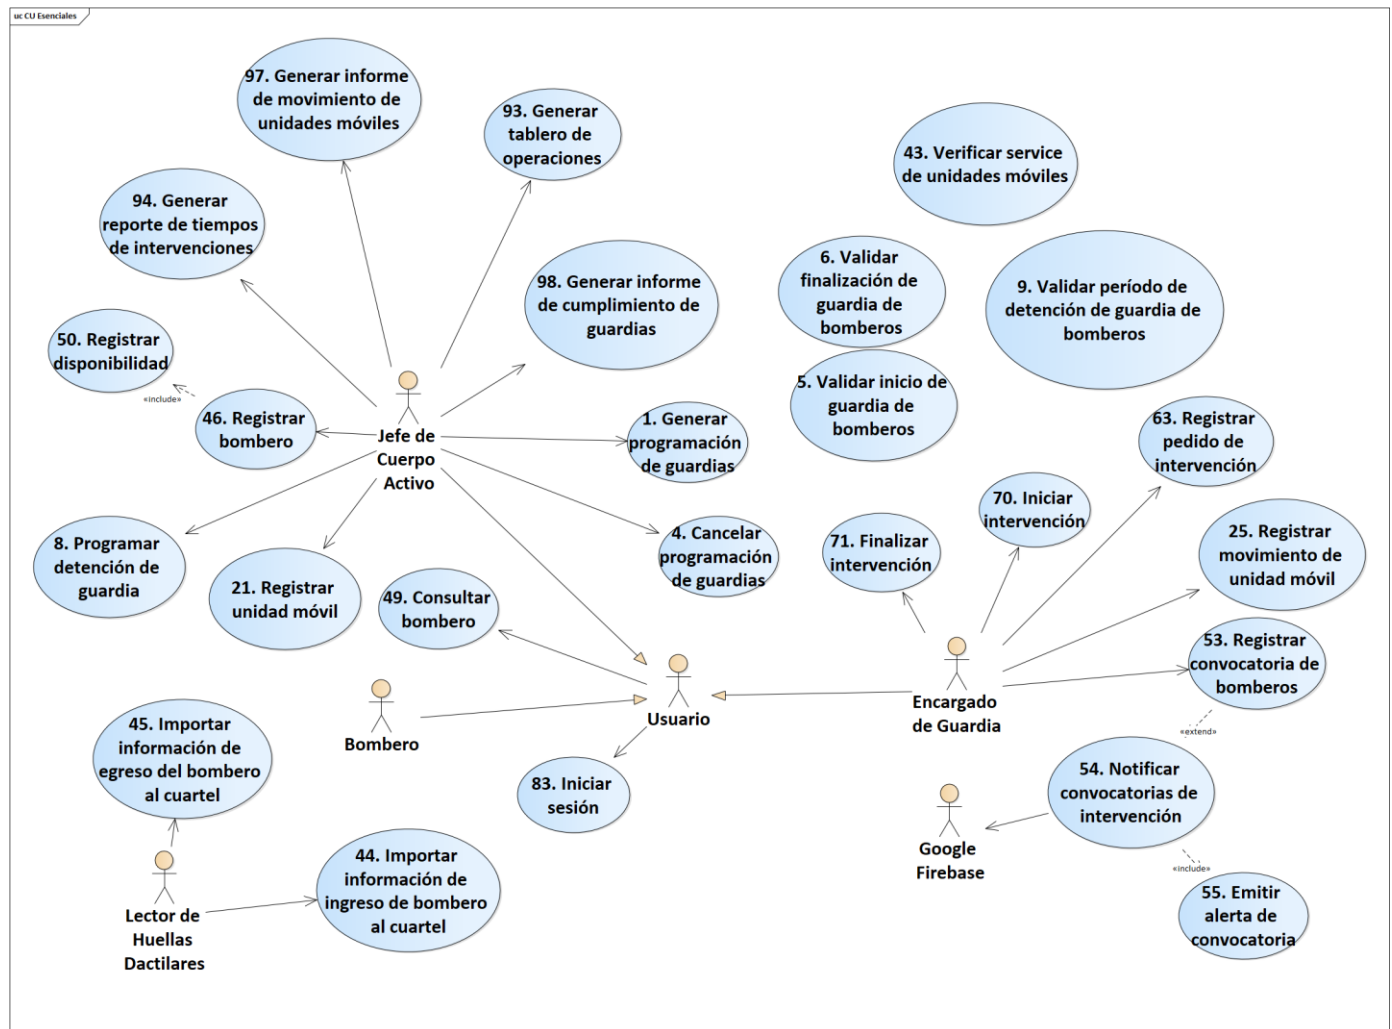 uc CU Esenciales
97. Generar informe
de movimiento de
unidades móviles
93. Generar
tablero de
operaciones
43. Verificar service
de unidades móviles
94. Generar
reporte de tiempos
de intervenciones
98. Generar informe
de cumplimiento de
guardias
6. Validar
finalización de
guardia de
bomberos
9. Validar período de
detención de guardia de
bomberos
50. Registrar
disponibilidad
«include»
46. Registrar
bombero
Jefe de
Cuerpo
Activo
5. Validar inicio de
guardia de
bomberos
1. Generar
programación
de guardias
63. Registrar
pedido de
intervención
70. Iniciar
intervención
8. Programar
detención de
guardia
21. Registrar
unidad móvil
49. Consultar
bombero
4. Cancelar
programación
de guardias
71. Finalizar
intervención
25. Registrar
movimiento de
unidad móvil
53. Registrar
convocatoria de
bomberos
Bombero
Usuario
Encargado
de Guardia
«extend»
45. Importar
información de
egreso del bombero
al cuartel
83. Iniciar
sesión
54. Notificar
convocatorias de
intervención
Google
Firebase
«include»
44. Importar
información de
ingreso de bombero
al cuartel
55. Emitir
alerta de
convocatoria
Lector de
Huellas
Dactilares